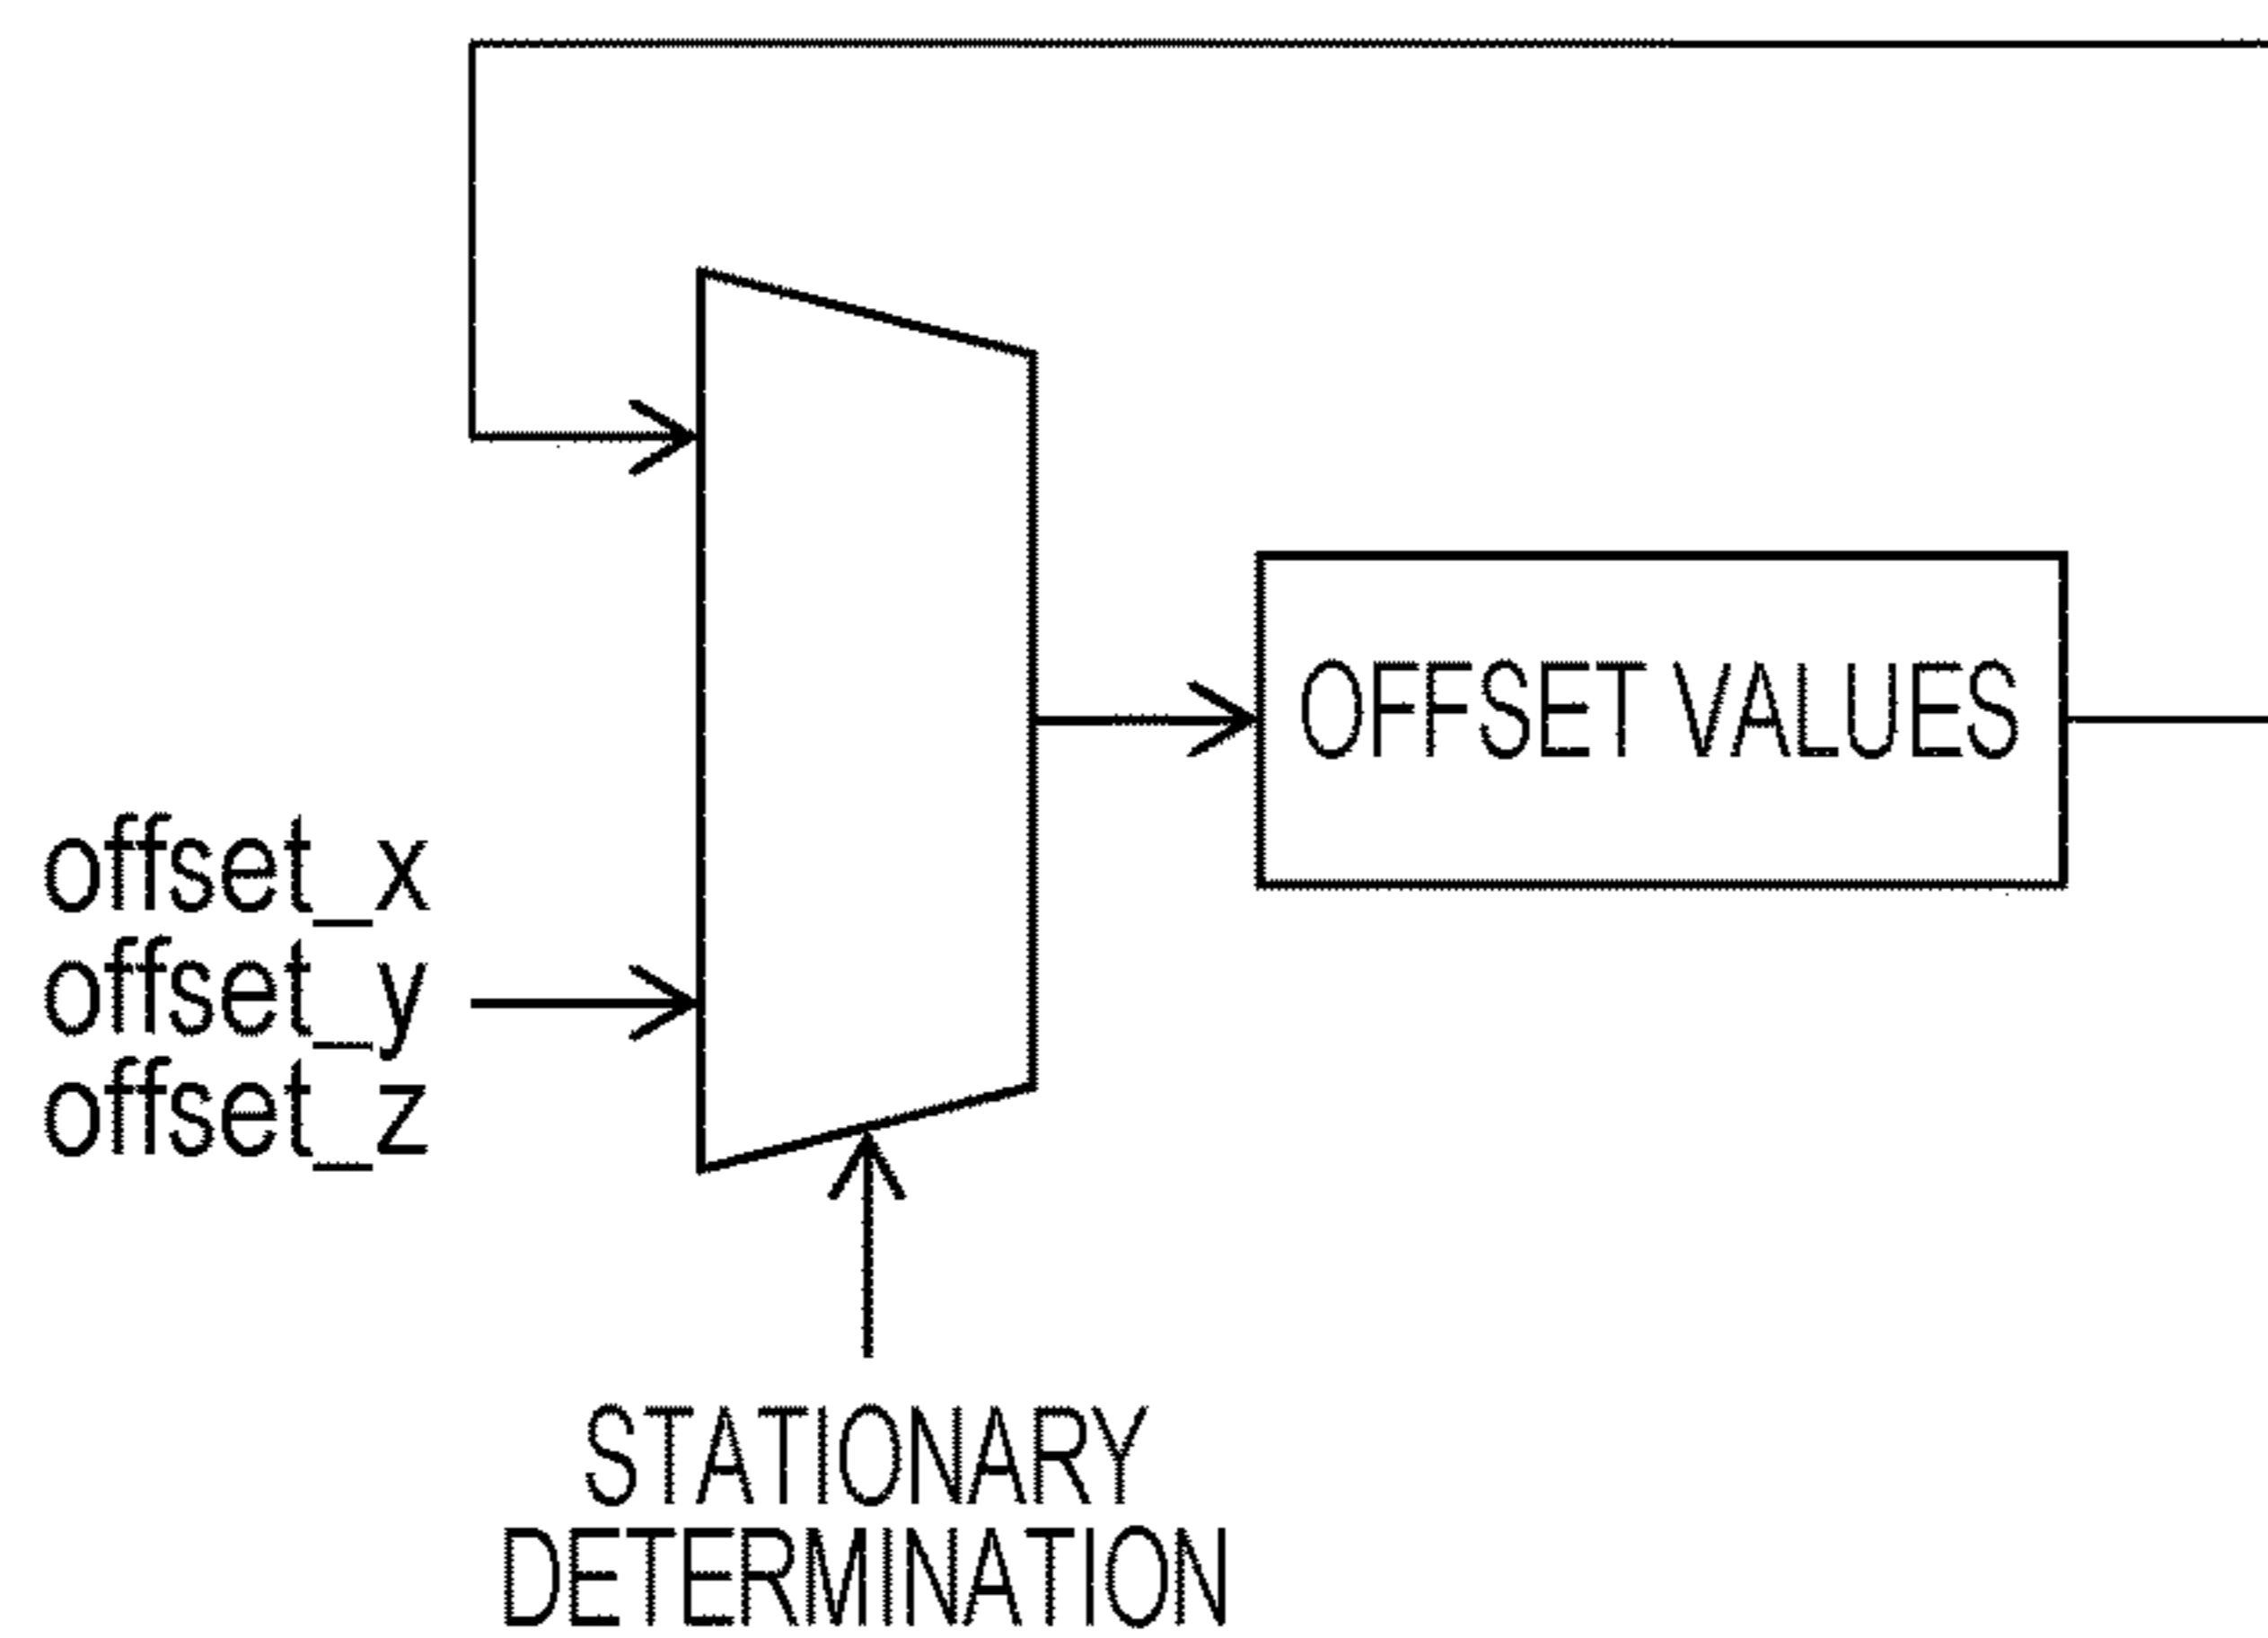 OFFSET VALUES
offset_x
offset_y
offset_z
STATIONARY
DETERMINATION